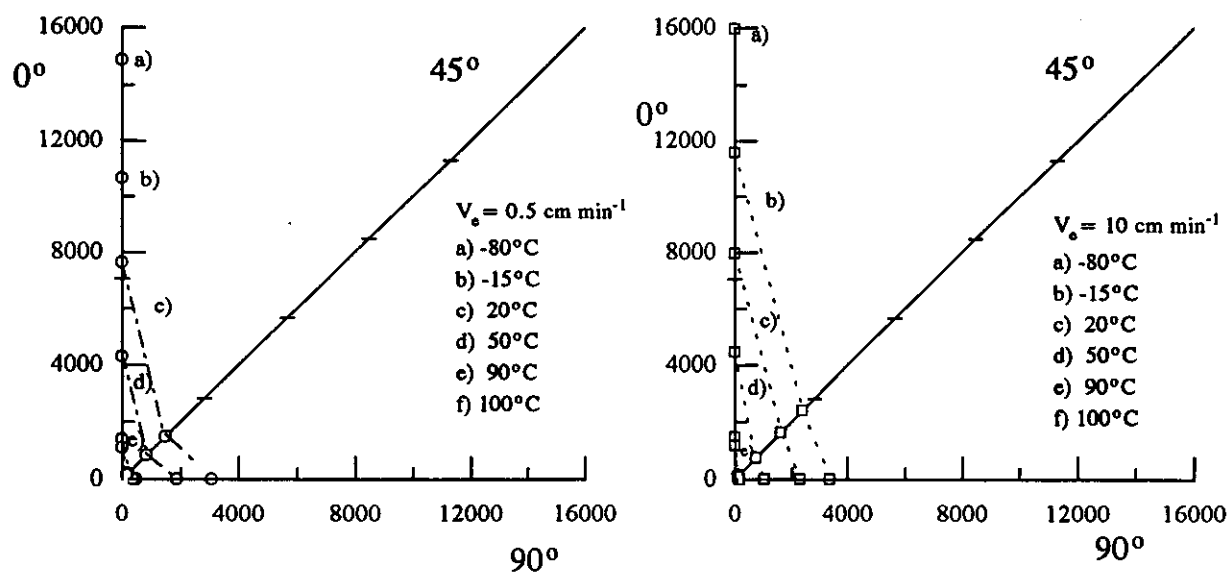 16000
0°
a)
45°
12000
b)
V_e = 0.5 cm min⁻¹
a) -80°C
8000
b) -15°C
c)
c) 20°C
d) 50°C
4000
d)
e) 90°C
f) 100°C
e)
0
0 4000 8000 12000 16000
90°
16000
a)
45°
0°
12000
b)
V_e = 10 cm min⁻¹
a) -80°C
8000
b) -15°C
c)
c) 20°C
d) 50°C
4000
d)
e) 90°C
f) 100°C
e
0
0 4000 8000 12000 16000
90°